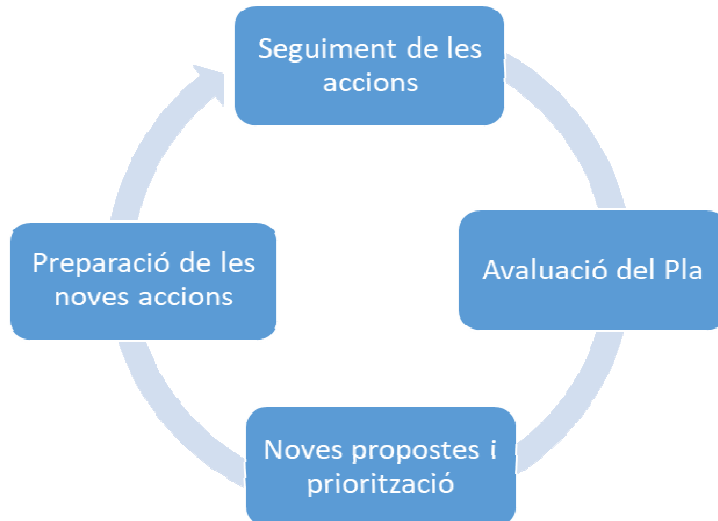 Seguiment de les
accions
Avaluació del Pla
Noves propostes i
priorització
Preparació de les
noves accions